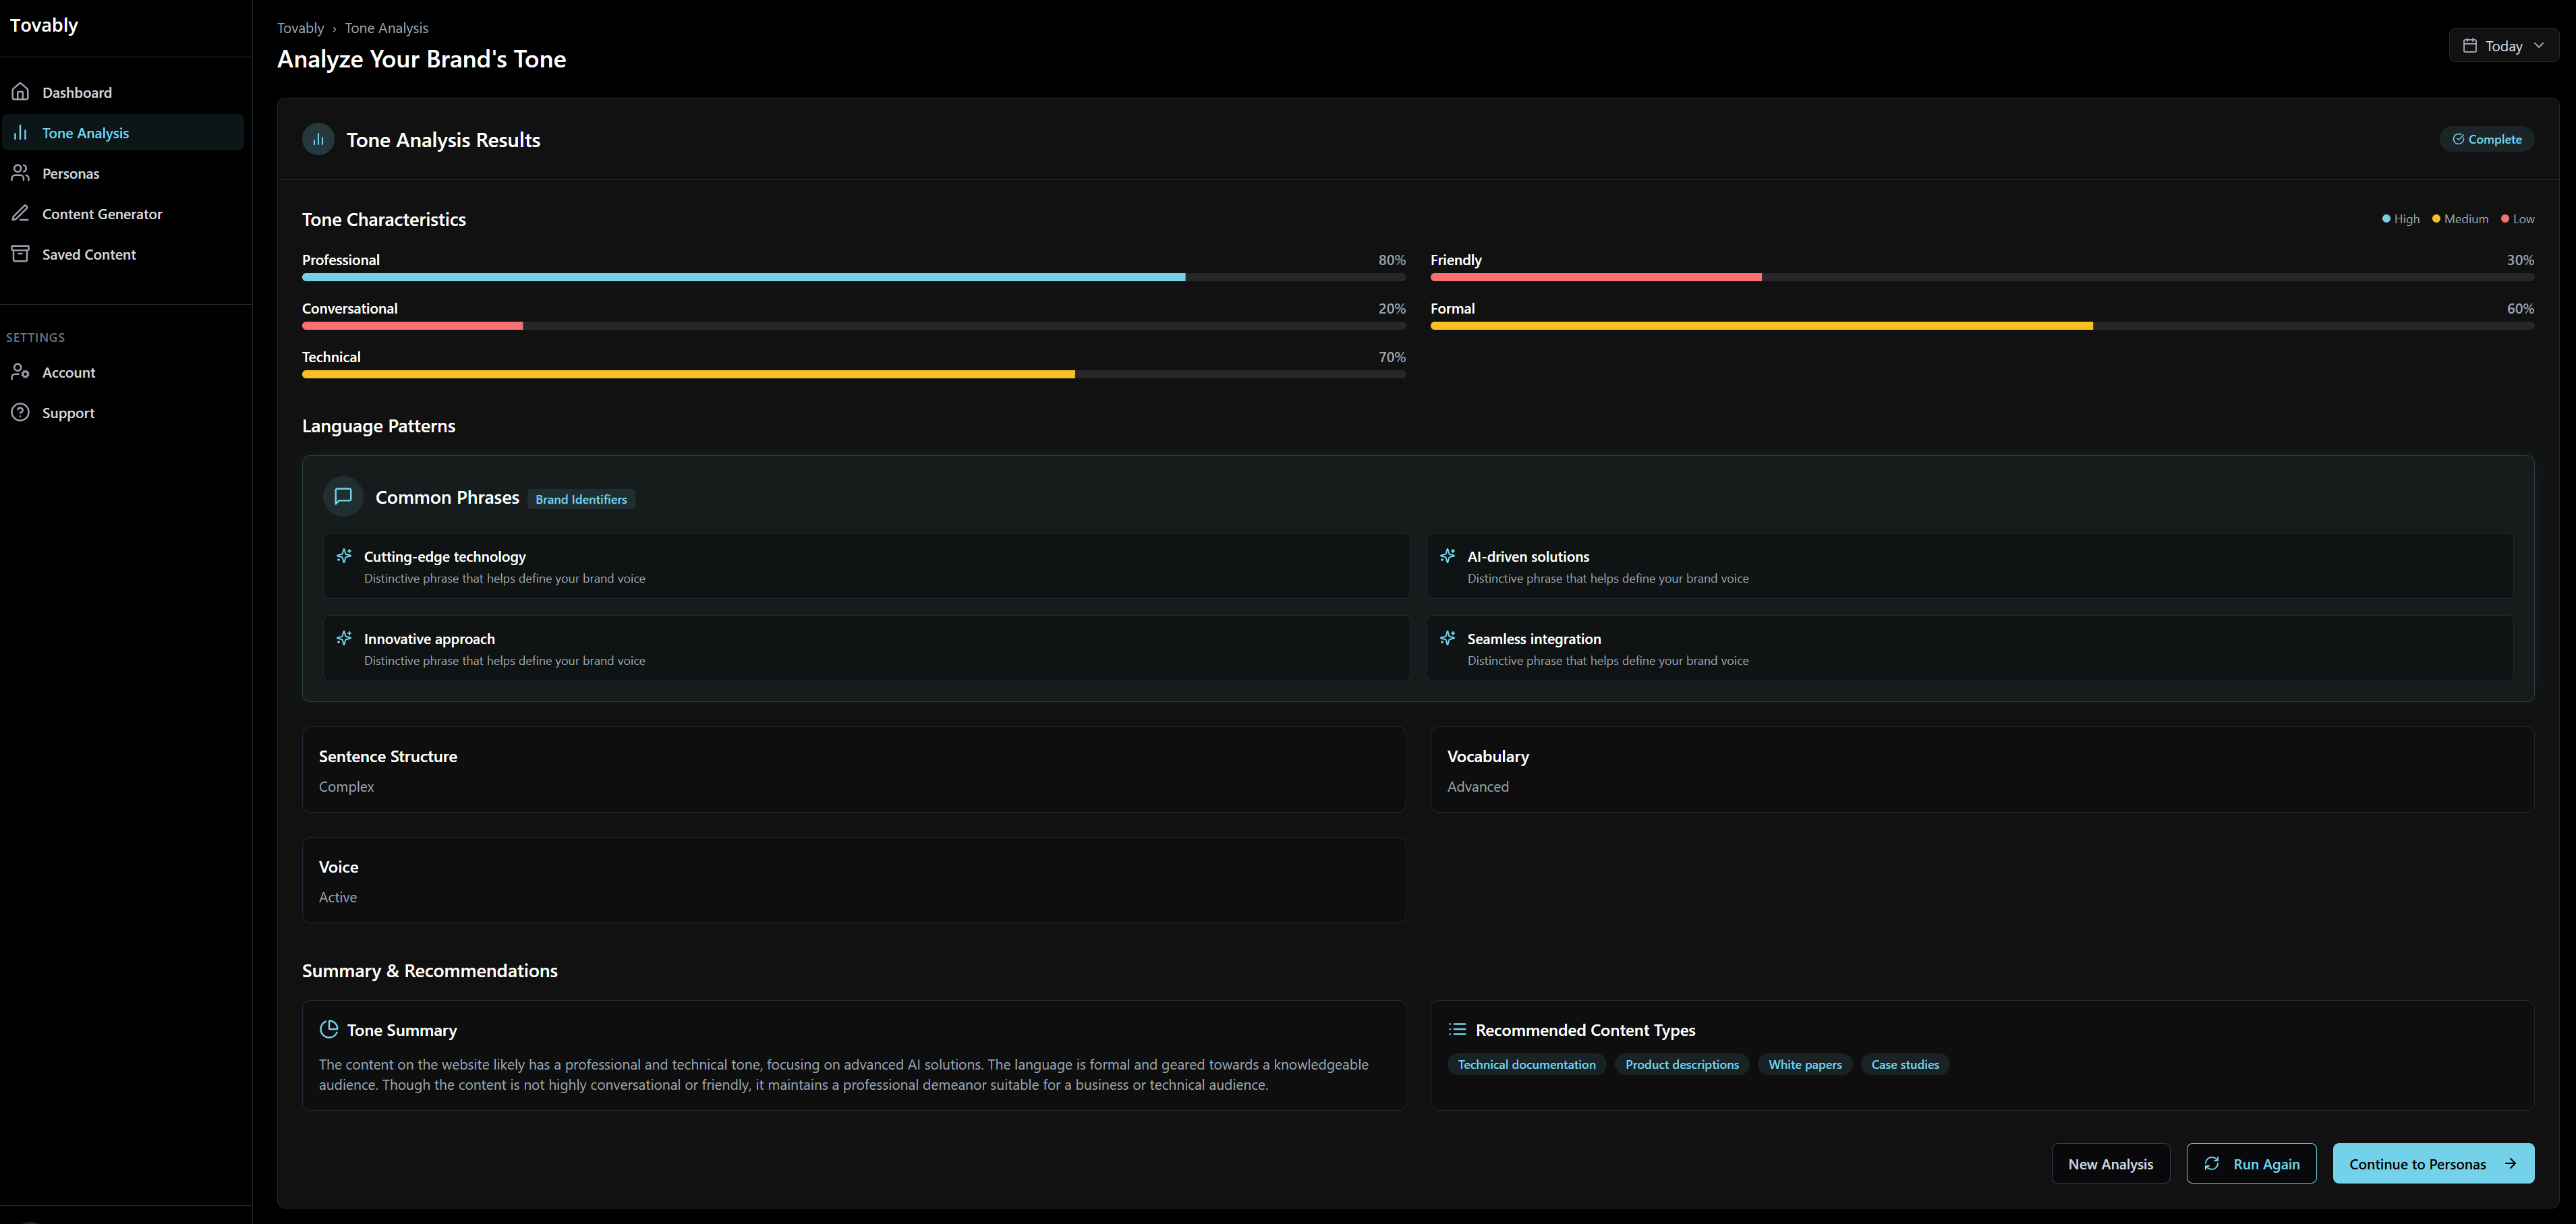 Tovably
Dashboard
Tone Analysis
Personas
Content Generator
Saved Content
SETTINGS
Account
Support
Tovably › Tone Analysis
Analyze Your Brand's Tone
Today
Tone Analysis Results
Complete
Tone Characteristics
High Medium Low
Professional 80%
Friendly 30%
Conversational 20%
Formal 60%
Technical 70%
Language Patterns
Common Phrases Brand Identifiers
Cutting-edge technology
Distinctive phrase that helps define your brand voice
AI-driven solutions
Distinctive phrase that helps define your brand voice
Innovative approach
Distinctive phrase that helps define your brand voice
Seamless integration
Distinctive phrase that helps define your brand voice
Sentence Structure
Complex
Vocabulary
Advanced
Voice
Active
Summary & Recommendations
Tone Summary
The content on the website likely has a professional and technical tone, focusing on advanced AI solutions. The language is formal and geared towards a knowledgeable
audience. Though the content is not highly conversational or friendly, it maintains a professional demeanor suitable for a business or technical audience.
Recommended Content Types
Technical documentation Product descriptions White papers Case studies
New Analysis Run Again Continue to Personas